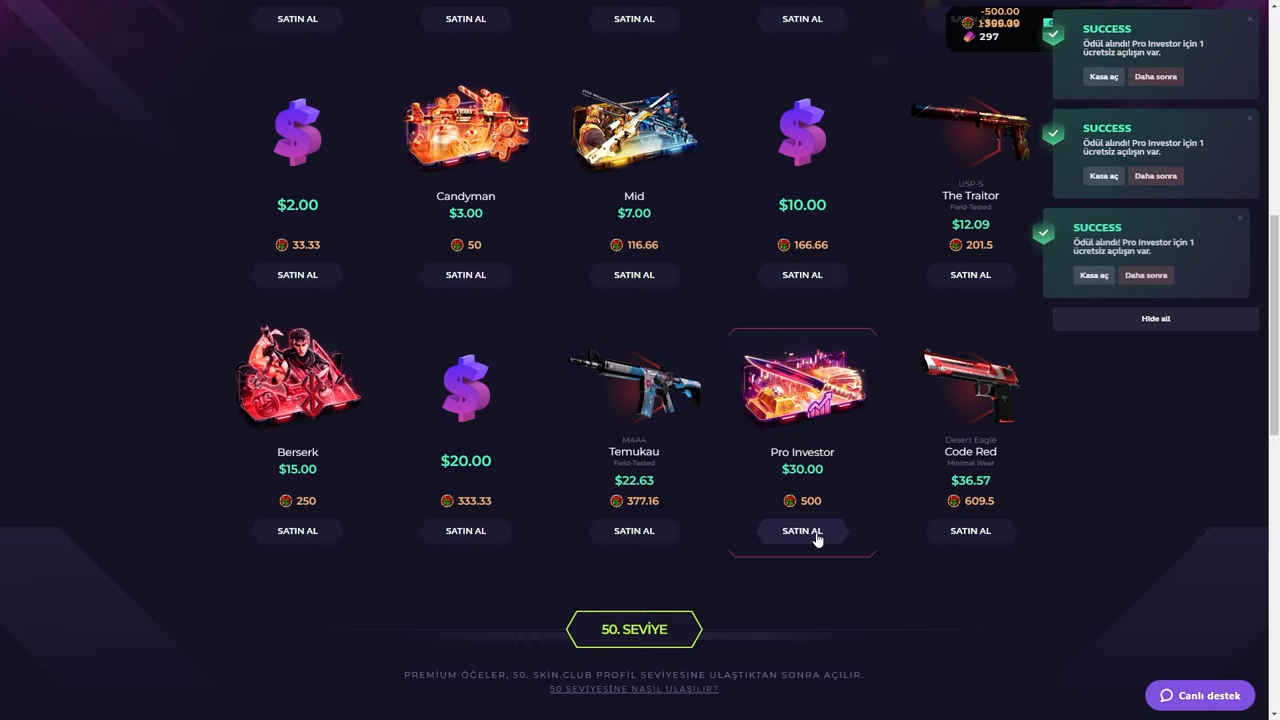 SATIN AL
SATIN AL
SATIN AL
SATIN AL
-500.00
297
SUCCESS
Ödül alındı! Pro Investor için 1
ücretsiz açılışın var.
Kasa aç
Daha sonra
SUCCESS
Ödül alındı! Pro Investor için 1
ücretsiz açılışın var.
Kasa aç
Daha sonra
SUCCESS
Ödül alındı! Pro Investor için 1
ücretsiz açılışın var.
Kasa aç
Daha sonra
Hide all
$2.00
33.33
SATIN AL
Candyman
$3.00
50
SATIN AL
Mid
$7.00
116.66
SATIN AL
$10.00
166.66
SATIN AL
USP-S
The Traitor
Field-Tested
$12.09
201.5
SATIN AL
Berserk
$15.00
250
SATIN AL
$20.00
333.33
SATIN AL
M4A4
Temukau
Field-Tested
$22.63
377.16
SATIN AL
Pro Investor
$30.00
500
SATIN AL
Desert Eagle
Code Red
Minimal Wear
$36.57
609.5
SATIN AL
50. SEVİYE
PREMİUM ÖĞELER, 50. SKİN.CLUB PROFİL SEVİYESİNE ULAŞTIKTAN SONRA AÇILIR.
50 SEVİYESİNE NASIL ULAŞILIR?
Canlı destek